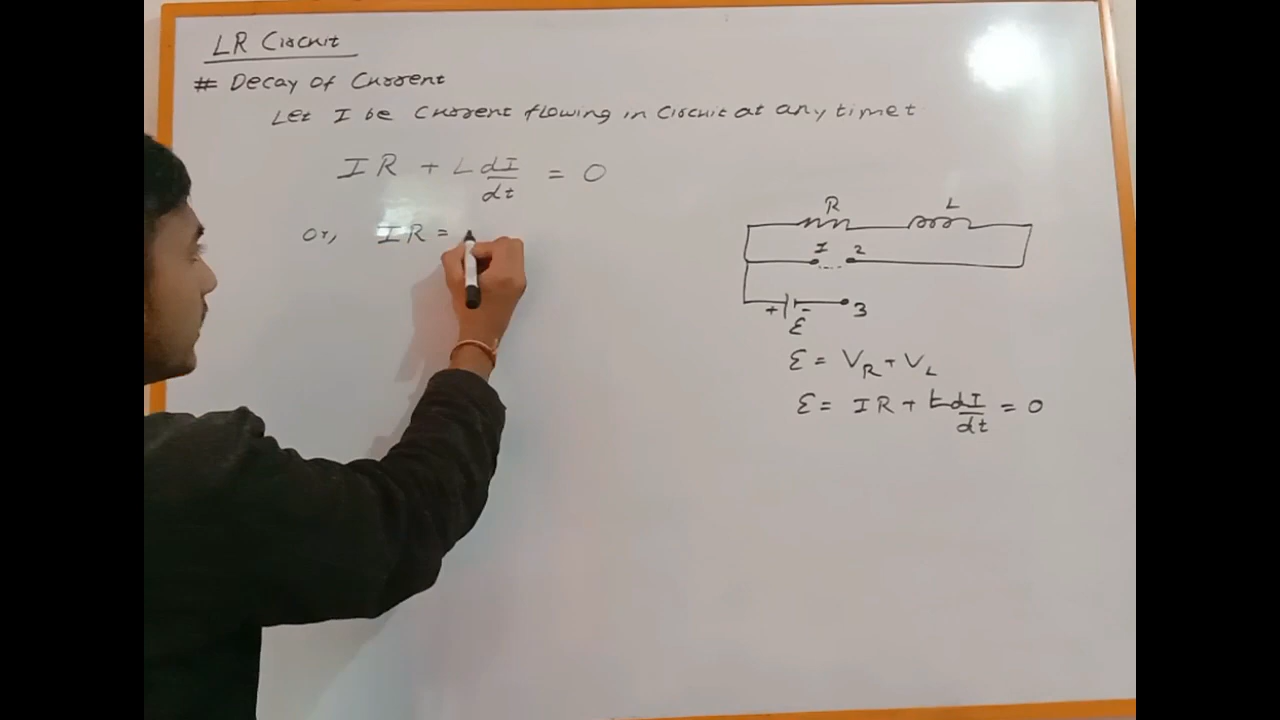 LR Circuit
# Decay of Current
Let I be Current flowing in Circuit at any time t
IR + L dI/dt = 0
Or, IR =
R L
1 2
+ - 3
ε
ε = V_R + V_L
ε = IR + L dI/dt = 0